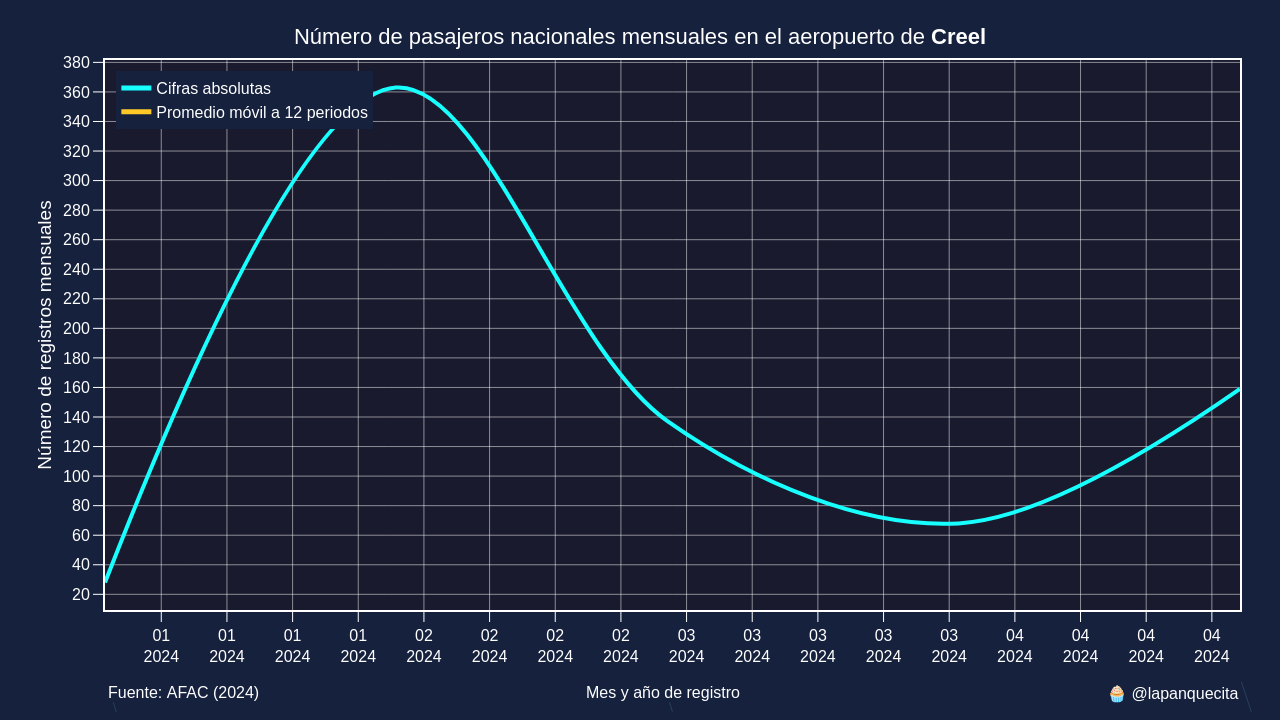 Número de pasajeros nacionales mensuales en el aeropuerto de Creel
Cifras absolutas
Promedio móvil a 12 periodos
Número de registros mensuales
380
360
340
320
300
280
260
240
220
200
180
160
140
120
100
80
60
40
20
01 01 01 01 02 02 02 02 03 03 03 03 03 04 04 04 04
2024 2024 2024 2024 2024 2024 2024 2024 2024 2024 2024 2024 2024 2024 2024 2024 2024
Fuente: AFAC (2024) Mes y año de registro 🧁 @lapanquecita